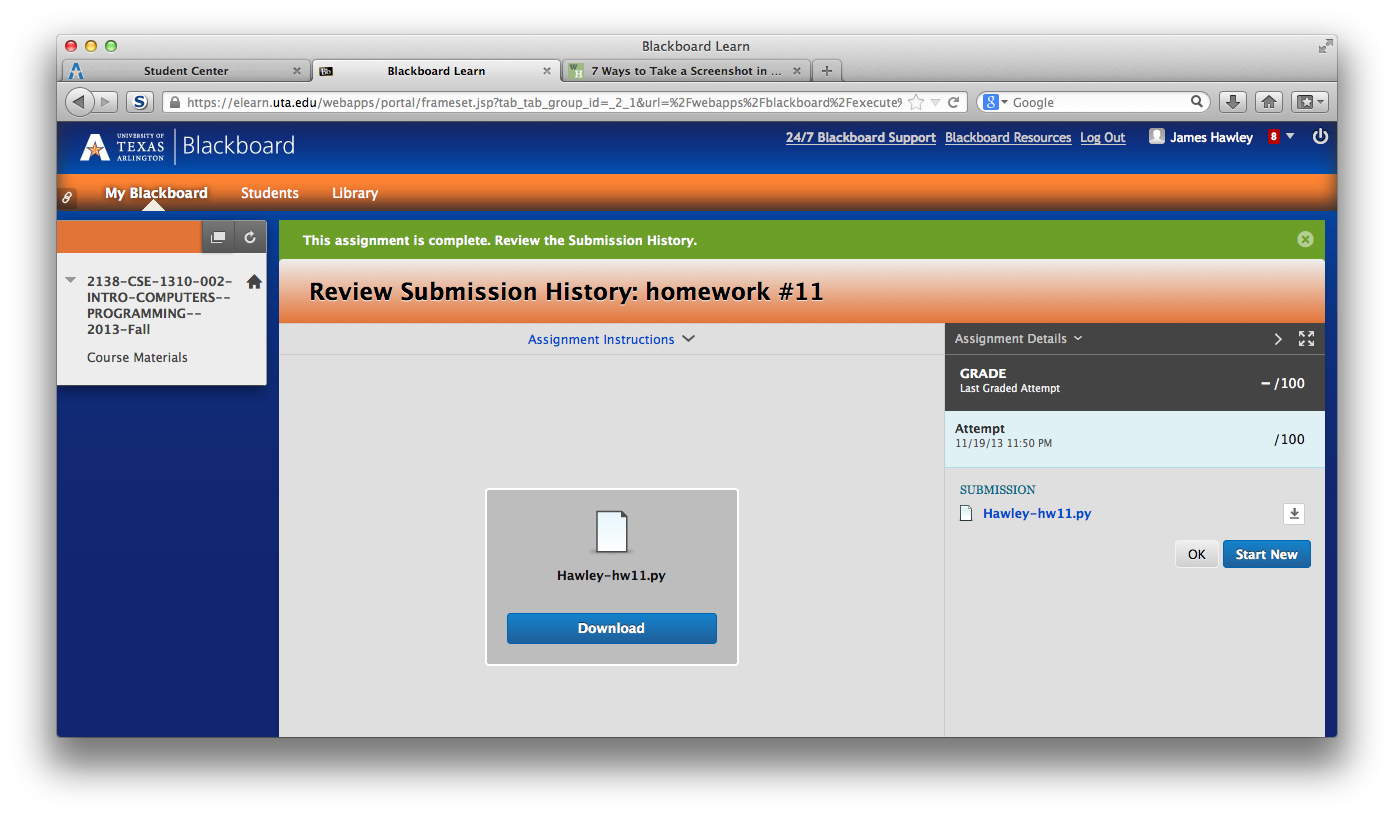 Blackboard Learn
Student Center
Blackboard Learn
7 Ways to Take a Screenshot in ...
https://elearn.uta.edu/webapps/portal/frameset.jsp?tab_tab_group_id=_2_1&url=%2Fwebapps%2Fblackboard%2Fexecute%
Google
UNIVERSITY OF
TEXAS
ARLINGTON
Blackboard
24/7 Blackboard Support
Blackboard Resources
Log Out
James Hawley
8
My Blackboard
Students
Library
This assignment is complete. Review the Submission History.
2138-CSE-1310-002-
INTRO-COMPUTERS--
PROGRAMMING--
2013-Fall
Course Materials
Review Submission History: homework #11
Assignment Instructions
Hawley-hw11.py
Download
Assignment Details
GRADE
Last Graded Attempt
– /100
Attempt
11/19/13 11:50 PM
/100
SUBMISSION
Hawley-hw11.py
OK
Start New